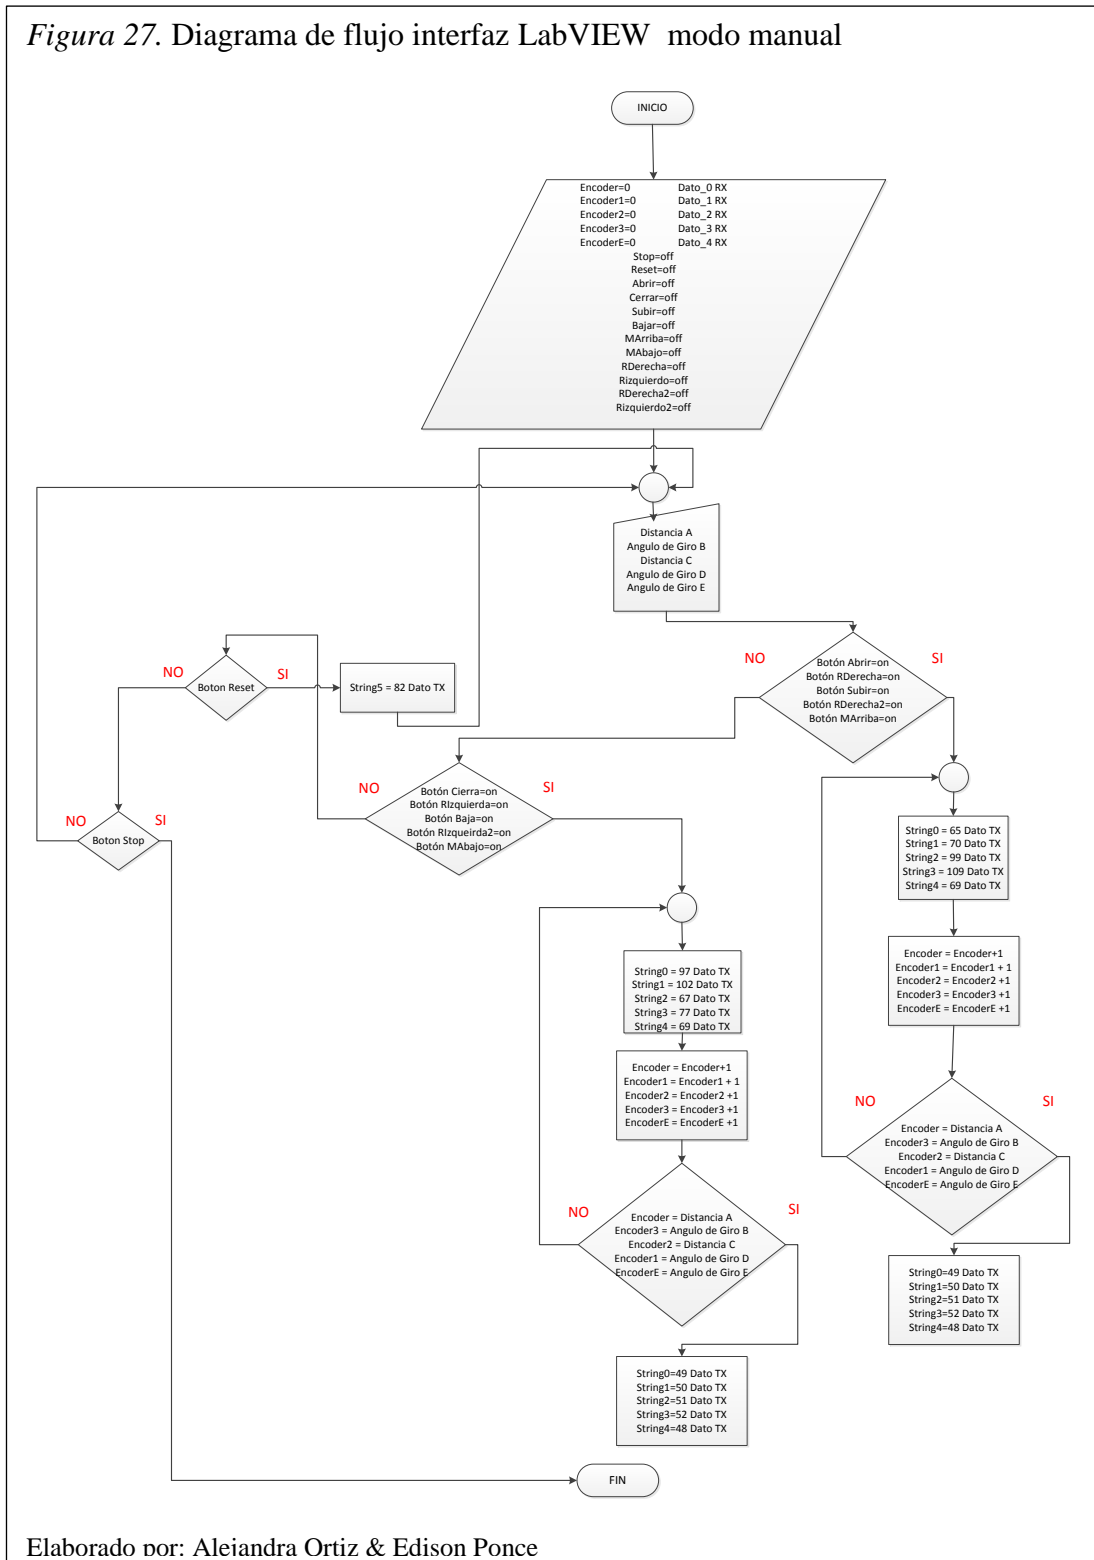 Figura 27. Diagrama de flujo interfaz LabVIEW modo manual
INICIO
Encoder=0 Dato_0 RX
Encoder1=0 Dato_1 RX
Encoder2=0 Dato_2 RX
Encoder3=0 Dato_3 RX
EncoderE=0 Dato_4 RX
Stop=off
Reset=off
Abrir=off
Cerrar=off
Subir=off
Bajar=off
MArriba=off
MAbajo=off
RDerecha=off
Rizquierdo=off
RDerecha2=off
Rizquierdo2=off
Distancia A
Angulo de Giro B
Distancia C
Angulo de Giro D
Angulo de Giro E
NO
SI
Botón Abrir=on
Botón RDerecha=on
Botón Subir=on
Botón RDerecha2=on
Botón MArriba=on
NO
SI
Boton Reset
String5 = 82 Dato TX
NO
SI
Botón Cierra=on
Botón RIzquierda=on
Botón Baja=on
Botón RIzqueirda2=on
Botón MAbajo=on
NO
SI
Boton Stop
String0 = 65 Dato TX
String1 = 70 Dato TX
String2 = 99 Dato TX
String3 = 109 Dato TX
String4 = 69 Dato TX
Encoder = Encoder+1
Encoder1 = Encoder1 + 1
Encoder2 = Encoder2 +1
Encoder3 = Encoder3 +1
EncoderE = EncoderE +1
NO
SI
Encoder = Distancia A
Encoder3 = Angulo de Giro B
Encoder2 = Distancia C
Encoder1 = Angulo de Giro D
EncoderE = Angulo de Giro E
String0=49 Dato TX
String1=50 Dato TX
String2=51 Dato TX
String3=52 Dato TX
String4=48 Dato TX
String0 = 97 Dato TX
String1 = 102 Dato TX
String2 = 67 Dato TX
String3 = 77 Dato TX
String4 = 69 Dato TX
Encoder = Encoder+1
Encoder1 = Encoder1 + 1
Encoder2 = Encoder2 +1
Encoder3 = Encoder3 +1
EncoderE = EncoderE +1
NO
SI
Encoder = Distancia A
Encoder3 = Angulo de Giro B
Encoder2 = Distancia C
Encoder1 = Angulo de Giro D
EncoderE = Angulo de Giro E
String0=49 Dato TX
String1=50 Dato TX
String2=51 Dato TX
String3=52 Dato TX
String4=48 Dato TX
FIN
Elaborado por: Alejandra Ortiz & Edison Ponce